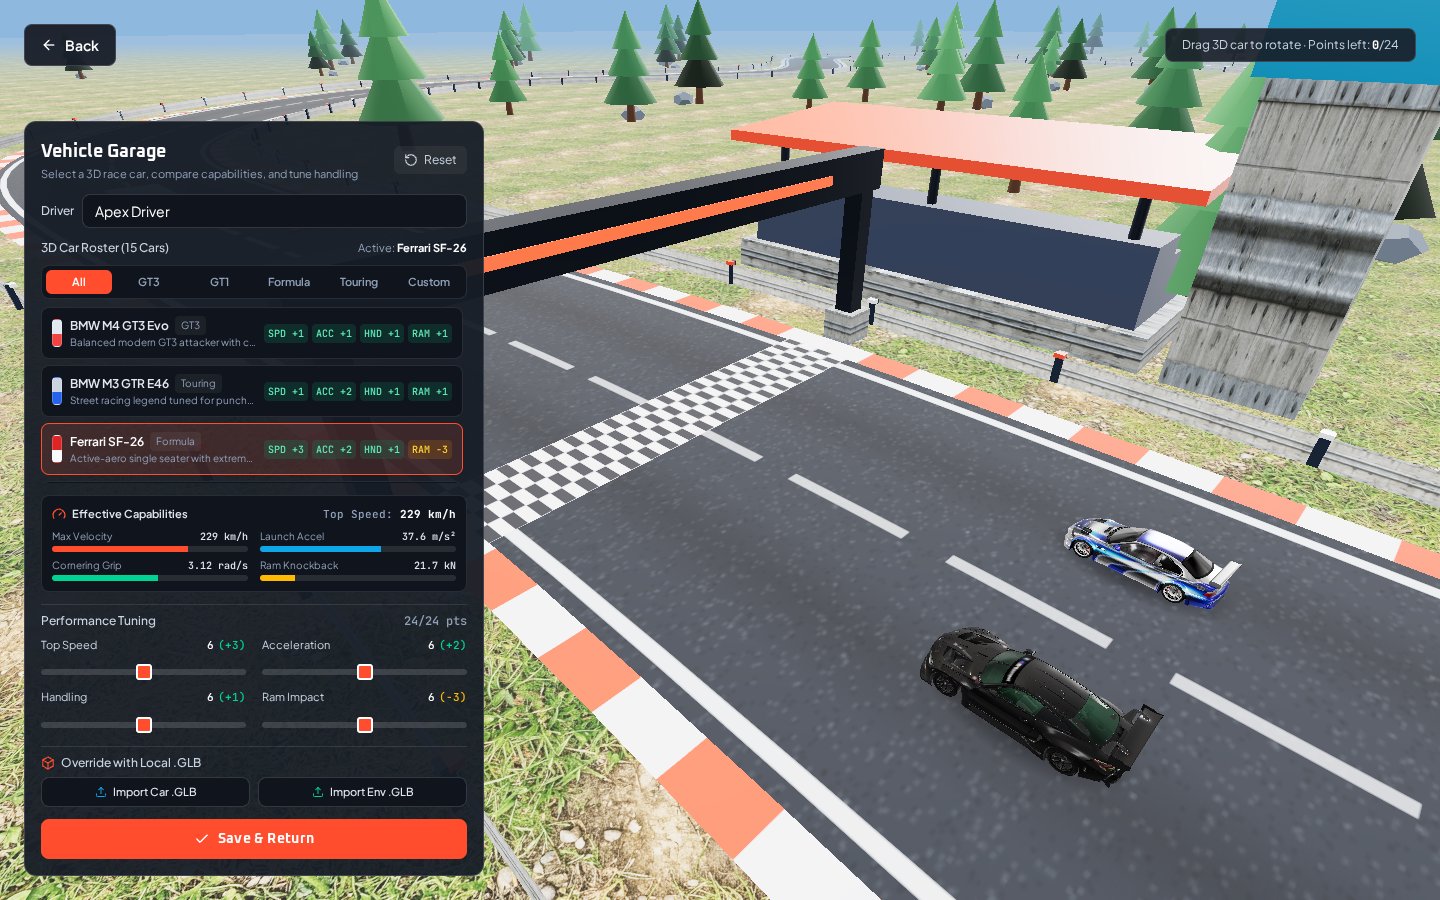 Back
Drag 3D car to rotate · Points left: 0/24
Vehicle Garage
Select a 3D race car, compare capabilities, and tune handling
Reset
Driver
Apex Driver
3D Car Roster (15 Cars)
Active: Ferrari SF-26
All GT3 GT1 Formula Touring Custom
BMW M4 GT3 Evo GT3
Balanced modern GT3 attacker with c...
SPD +1 ACC +1 HND +1 RAM +1
BMW M3 GTR E46 Touring
Street racing legend tuned for punch...
SPD +1 ACC +2 HND +1 RAM +1
Ferrari SF-26 Formula
Active-aero single seater with extrem...
SPD +3 ACC +2 HND +1 RAM -3
Effective Capabilities
Top Speed: 229 km/h
Max Velocity 229 km/h
Launch Accel 37.6 m/s²
Cornering Grip 3.12 rad/s
Ram Knockback 21.7 kN
Performance Tuning
24/24 pts
Top Speed 6 (+3)
Acceleration 6 (+2)
Handling 6 (+1)
Ram Impact 6 (-3)
Override with Local .GLB
Import Car .GLB
Import Env .GLB
Save & Return